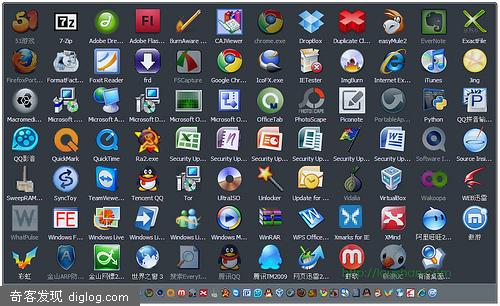 51游戏 7-Zip Adobe Dre... Adobe Flas... BurnAware ... CAJViewer chrome.exe DropBox Duplicate Cl... easyMule2 EverNote ExactFile
FirefoxPort... FormatFact... Foxit Reader frd FSCapture Google Chr... IcoFX.exe IETester ImgBurn Internet Ex... iTunes Jing
Macromedi... Microsoft ... Microsoft A... Microsoft D... Microsoft O... Microsoft O... OfficeTab PhotoScape Piconote PortableAp... Python QQ拼音输...
QQ影音 QuickMark QuickTime Ra2.exe Security Up... Security Up... Security Up... Security Up... Security Up... Security Up... Software I... Source Insi...
SweepRAM... SyncToy TeamViewe... Tencent QQ Tor UltraISO Unlocker Update for ... Vidalia VirtualBox Wakoopa WEB迅雷
WhatPulse Windows F... Windows Live Windows L... Windows Li... Windows M... WinRAR WPS Office... Xmarks for IE XMind 阿里旺旺2... 傲游
彩虹 金山ARP防... 金山网镖2... 世界之窗 3 搜索Everyt... 腾讯QQ 腾讯TM2009 网页迅雷2... 虾歌 新浪UC 有道桌面...
奇客发现 diglog.com